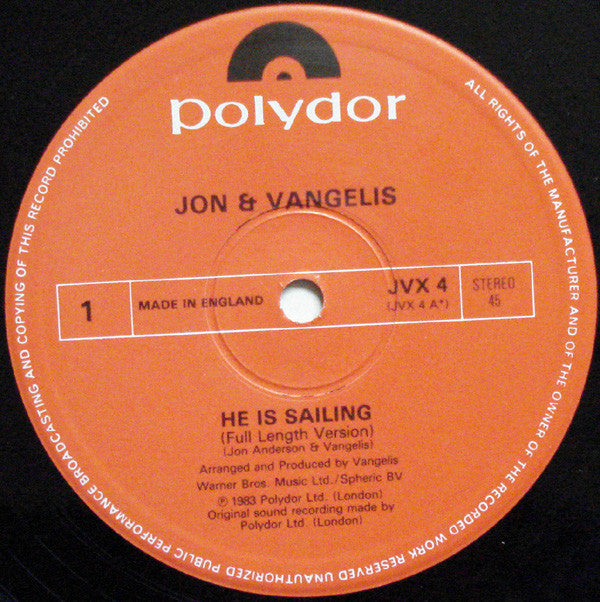 polydor
JON & VANGELIS
1
MADE IN ENGLAND
JVX 4
(JVX 4 A*)
STEREO
45
HE IS SAILING
(Full Length Version)
(Jon Anderson & Vangelis)
Arranged and Produced by Vangelis
Warner Bros. Music Ltd./Spheric BV
℗ 1983 Polydor Ltd. (London)
Original sound recording made by
Polydor Ltd. (London)
ALL RIGHTS OF THE MANUFACTURER AND OF THE OWNER OF THE RECORDED WORK RESERVED UNAUTHORIZED PUBLIC PERFORMANCE BROADCASTING AND COPYING OF THIS RECORD PROHIBITED